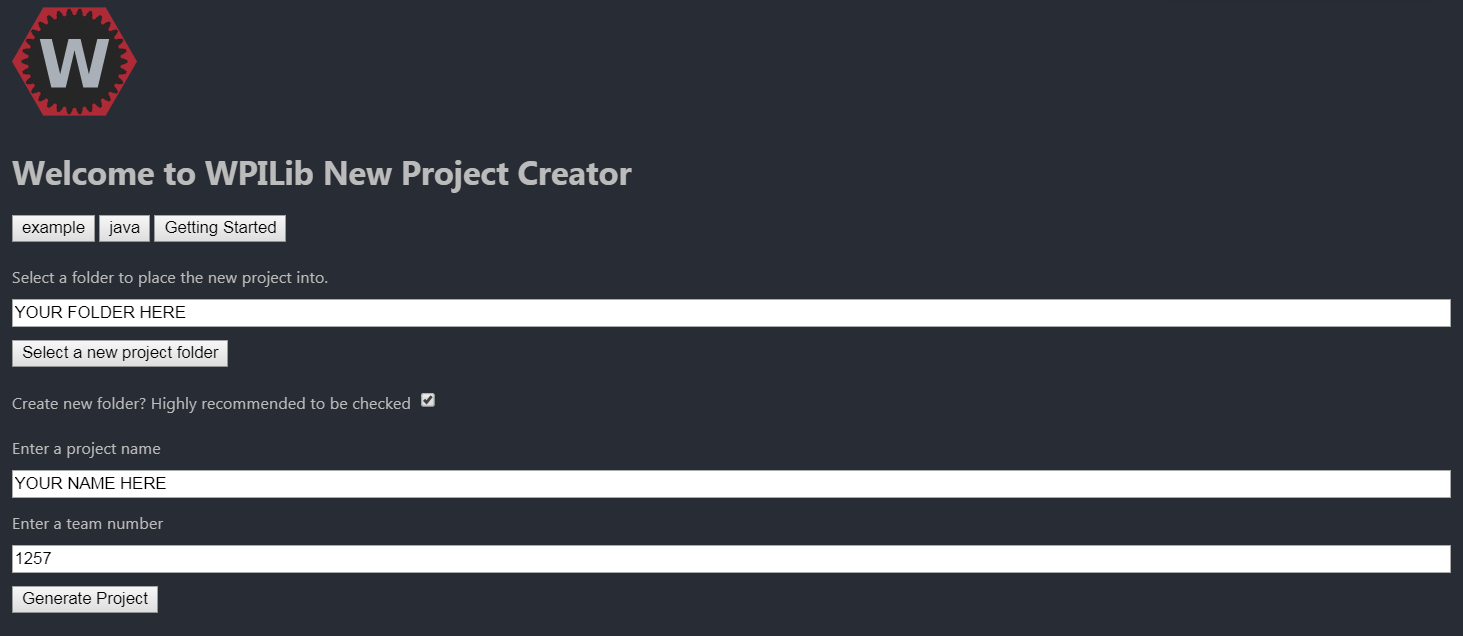 W
Welcome to WPILib New Project Creator
example java Getting Started
Select a folder to place the new project into.
YOUR FOLDER HERE
Select a new project folder
Create new folder? Highly recommended to be checked
Enter a project name
YOUR NAME HERE
Enter a team number
1257
Generate Project